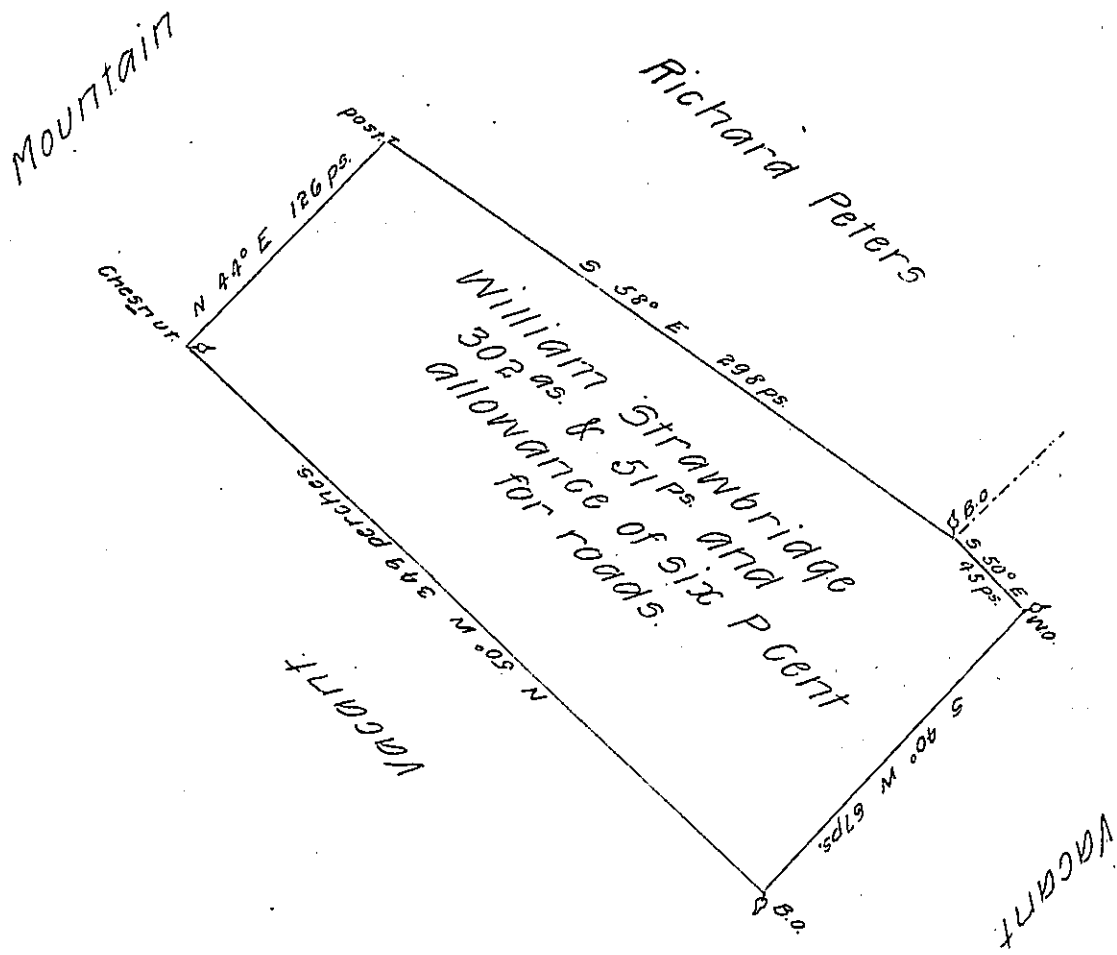 Mountain
Richard Peters
post.
N 44° E 126 ps.
Chesnut.
S 58° E 298 ps.
William Strawbridge
302 as. & 51 ps. and
allowance of six P Cent
for roads.
B.O
S 50° E
45 ps.
W.O.
N 50° W 349 perches
S 40° W 67 ps.
Vacant
B.O.
Vacant